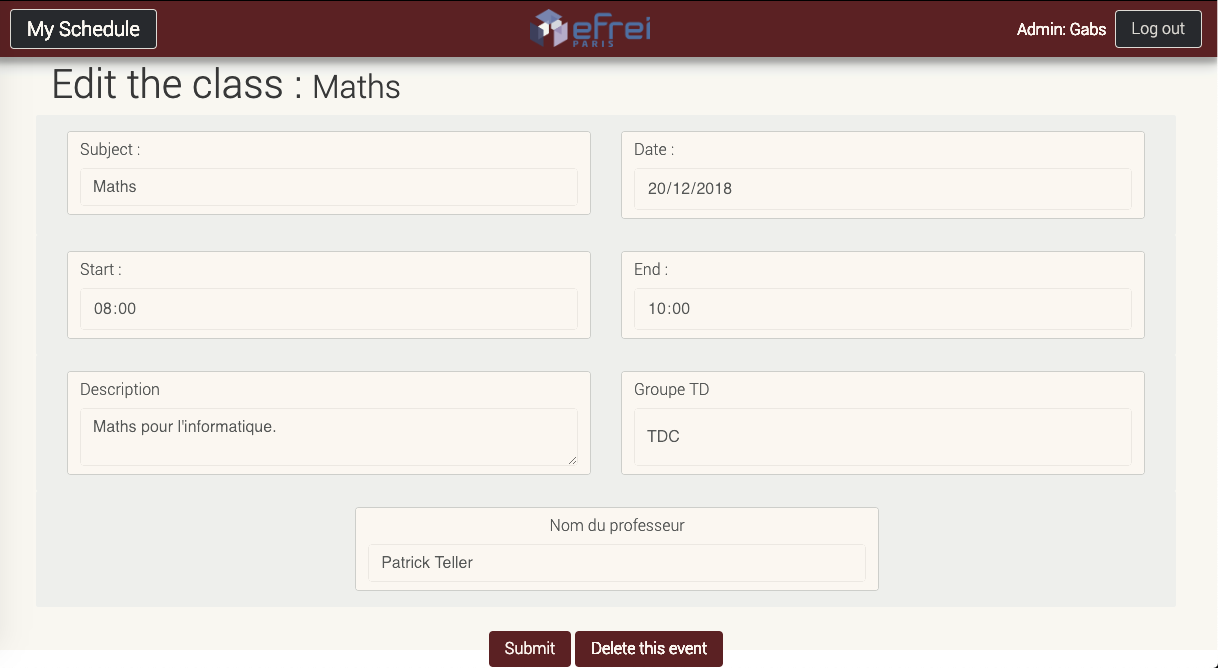 My Schedule
efrei
PARIS
Admin: Gabs
Log out
Edit the class : Maths
Subject :
Maths
Date :
20/12/2018
Start :
08:00
End :
10:00
Description
Maths pour l'informatique.
Groupe TD
TDC
Nom du professeur
Patrick Teller
Submit
Delete this event